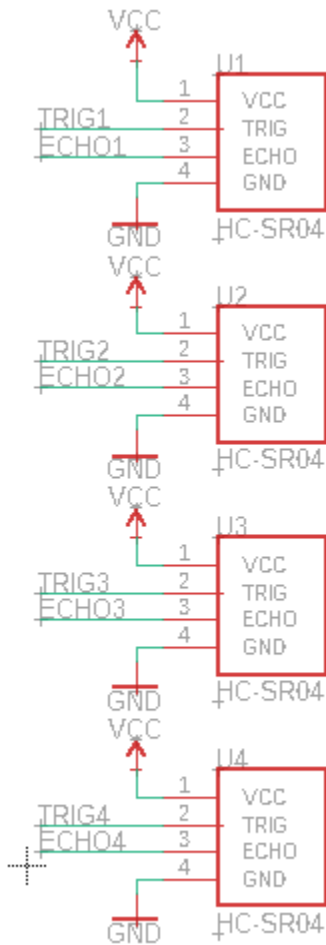 VCC
U1
1 VCC
TRIG1 2 TRIG
ECHO1 3 ECHO
4 GND
GND HC-SR04
VCC
U2
1 VCC
TRIG2 2 TRIG
ECHO2 3 ECHO
4 GND
GND HC-SR04
VCC
U3
1 VCC
TRIG3 2 TRIG
ECHO3 3 ECHO
4 GND
GND HC-SR04
VCC
U4
1 VCC
TRIG4 2 TRIG
ECHO4 3 ECHO
4 GND
GND HC-SR04